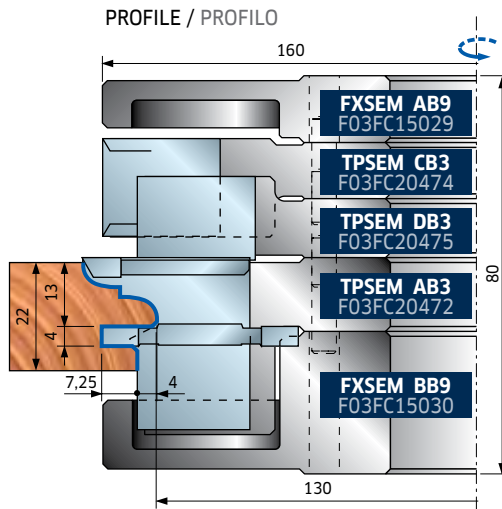 PROFILE / PROFILO
160
FXSEM AB9
F03FC15029
TPSEM CB3
F03FC20474
TPSEM DB3
F03FC20475
TPSEM AB3
F03FC20472
FXSEM BB9
F03FC15030
80
22
13
4
7,25
4
130